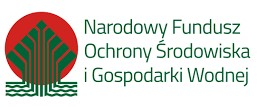 Narodowy Fundusz
Ochrony Środowiska
i Gospodarki Wodnej